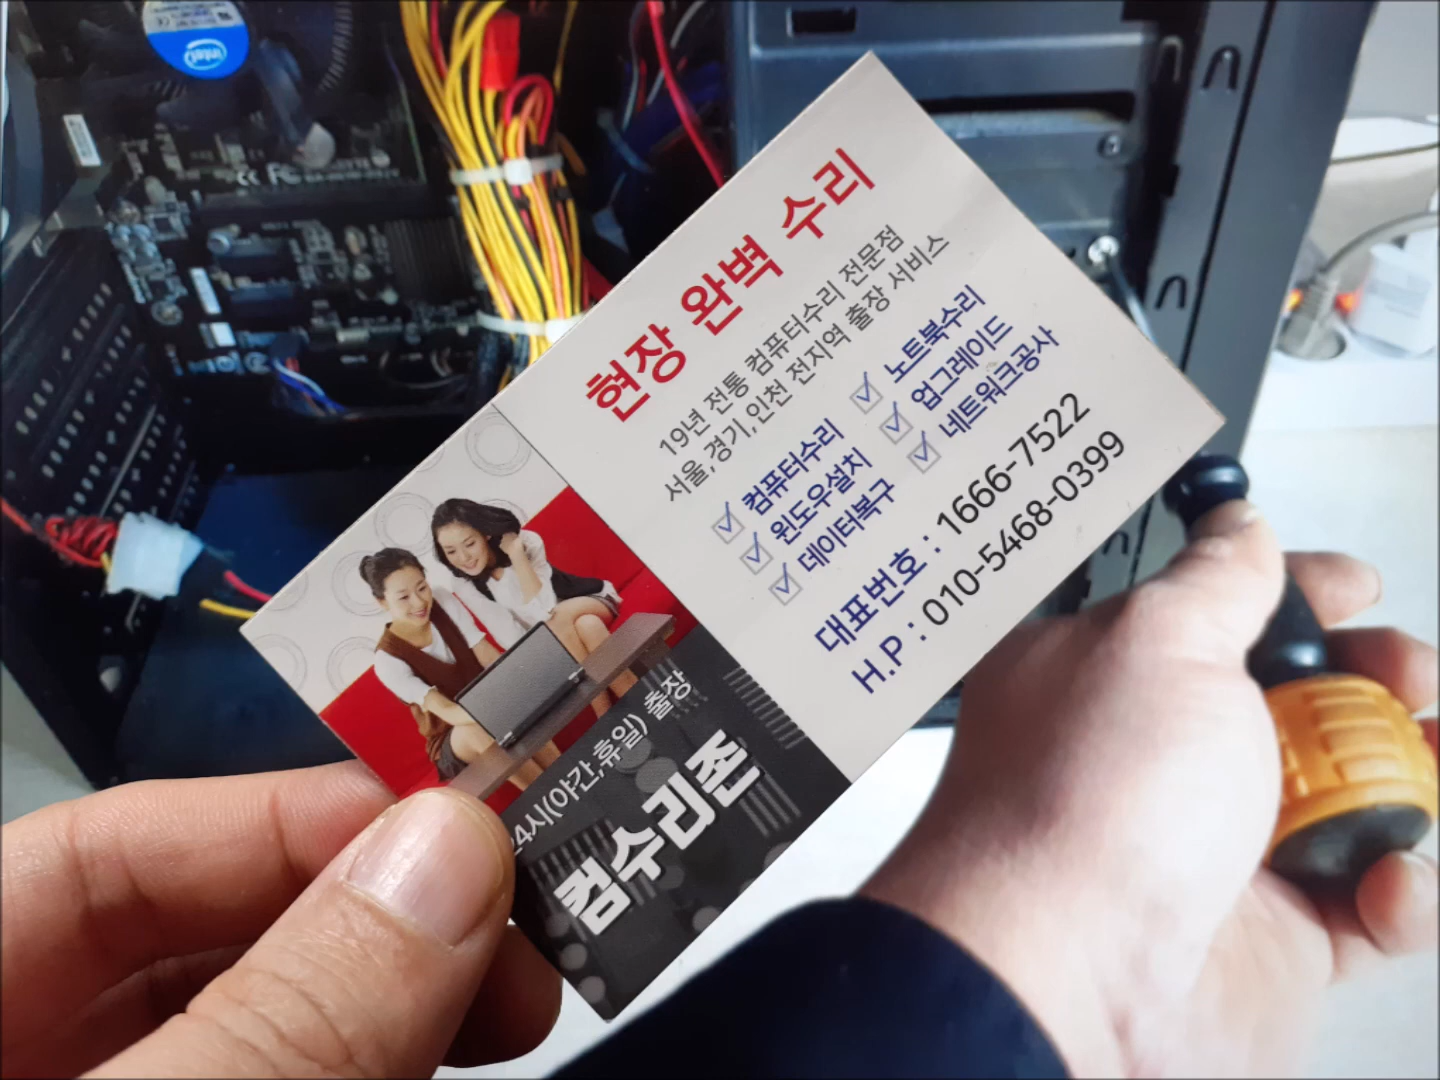 intel
현장 완벽 수리
19년 전통 컴퓨터수리 전문점
서울,경기,인천 전지역 출장 서비스
컴퓨터수리
윈도우설치
데이터복구
노트북수리
업그레이드
네트워크공사
대표번호 : 1666-7522
H.P : 010-5468-0399
24시(야간,휴일) 출장
컴수리존